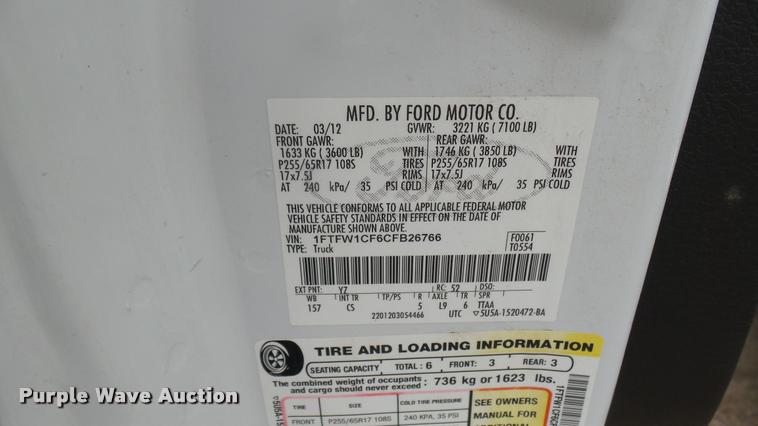 MFD. BY FORD MOTOR CO.
DATE: 03/12 GVWR: 3221 KG ( 7100 LB)
FRONT GAWR: REAR GAWR:
1633 KG ( 3600 LB) WITH 1746 KG ( 3850 LB) WITH
P255/65R17 108S TIRES P255/65R17 108S TIRES
17x7.5J RIMS 17x7.5J RIMS
AT 240 kPa/ 35 PSI COLD AT 240 kPa/ 35 PSI COLD
THIS VEHICLE CONFORMS TO ALL APPLICABLE FEDERAL MOTOR
VEHICLE SAFETY STANDARDS IN EFFECT ON THE DATE OF
MANUFACTURE SHOWN ABOVE.
VIN: 1FTFW1CF6CFB26766 F0061
TYPE: Truck T0554
EXT PNT: YZ RC: 52 DSO:
WB INT TR TP/PS R AXLE TR SPR
157 CS 5 L9 6 TTAA
2201203054466 UTC ▽5U5A-1520472-BA
TIRE AND LOADING INFORMATION
SEATING CAPACITY TOTAL: 6 FRONT: 3 REAR: 3
The combined weight of occupants
and cargo should never exceed: 736 kg or 1623 lbs.
TIRE SIZE COLD TIRE PRESSURE SEE OWNERS
MANUAL FOR
FRONT P255/65R17 108S 240 KPA, 35 PSI
Purple Wave Auction